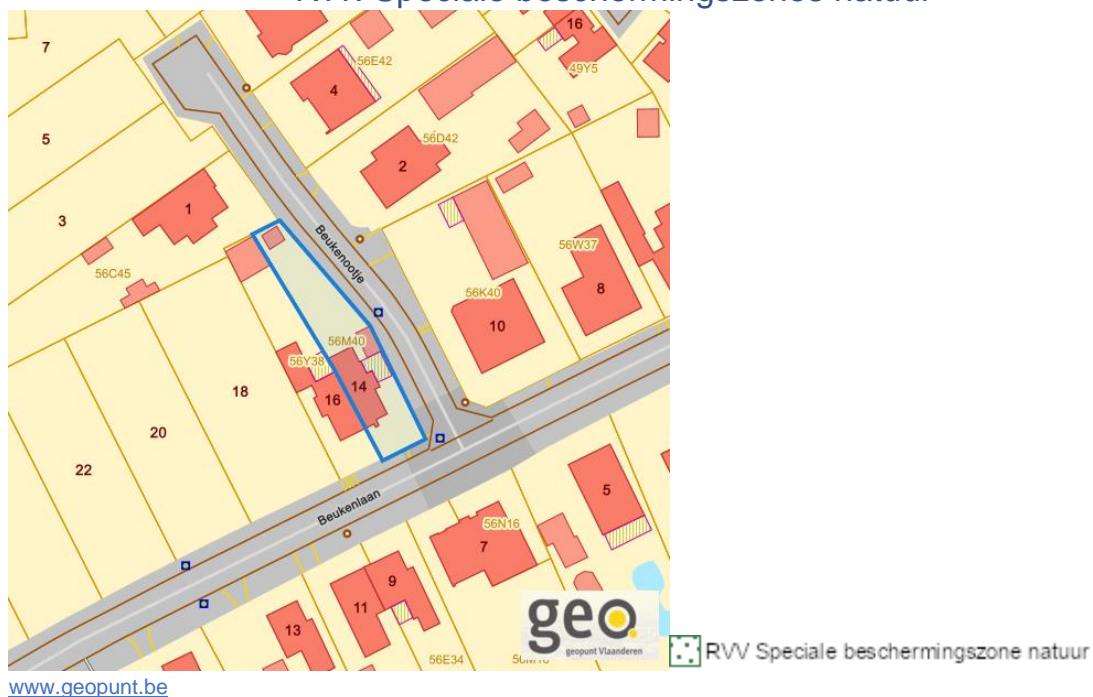 RVV Speciale beschermingszones natuur
7
5
3
1
56C45
4
56E42
16
49Y5
2
56D42
Beukenootje
56K40
10
56W37
8
56M40
56Y38
14
16
18
20
22
Beukenlaan
5
56N16
7
9
11
13
56E34
geo
geopunt Vlaanderen
RVV Speciale beschermingszone natuur
www.geopunt.be